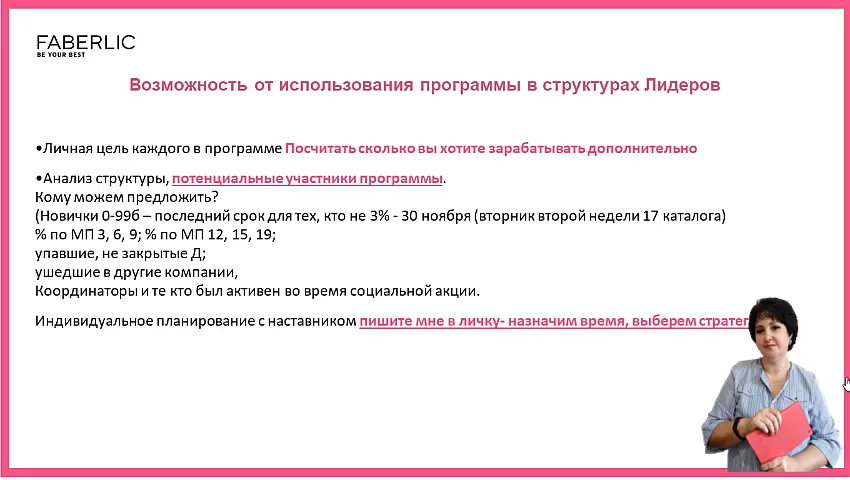 FABERLIC
BE YOUR BEST
Возможность от использования программы в структурах Лидеров
•Личная цель каждого в программе Посчитать сколько вы хотите зарабатывать дополнительно
•Анализ структуры, потенциальные участники программы.
Кому можем предложить?
(Новички 0-99б – последний срок для тех, кто не 3% - 30 ноября (вторник второй недели 17 каталога)
% по МП 3, 6, 9; % по МП 12, 15, 19;
упавшие, не закрытые Д;
ушедшие в другие компании,
Координаторы и те кто был активен во время социальной акции.
Индивидуальное планирование с наставником пишите мне в личку- назначим время, выберем стратег